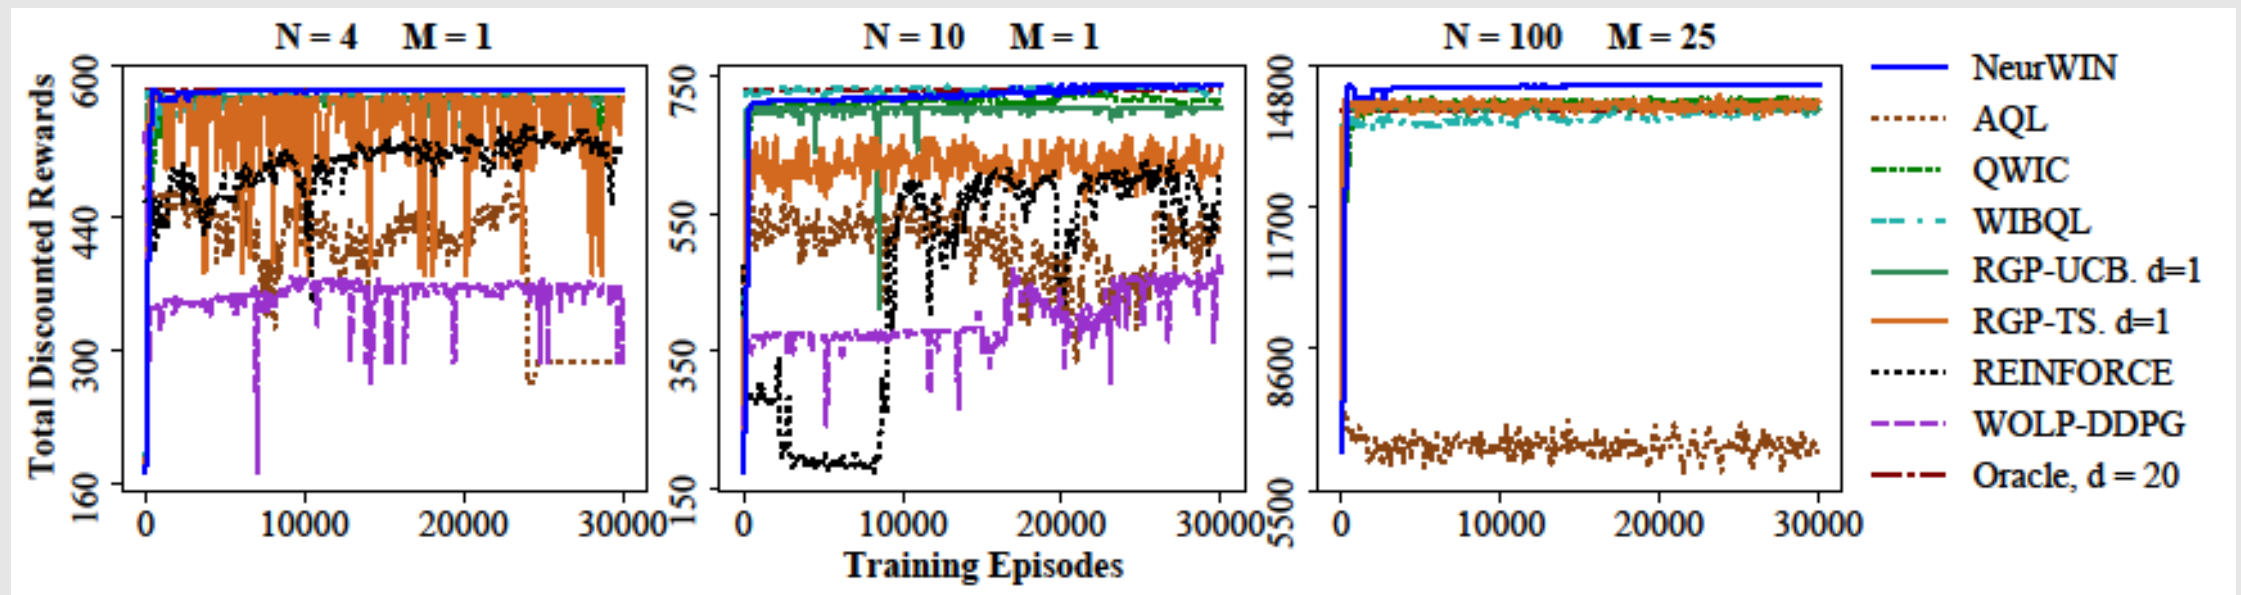 N = 4 M = 1
N = 10 M = 1
N = 100 M = 25
Total Discounted Rewards
600
440
300
160
0 10000 20000 30000
750
550
350
150
0 10000 20000 30000
14800
11700
8600
5500
0 10000 20000 30000
Training Episodes
NeurWIN
AQL
QWIC
WIBQL
RGP-UCB. d=1
RGP-TS. d=1
REINFORCE
WOLP-DDPG
Oracle, d = 20